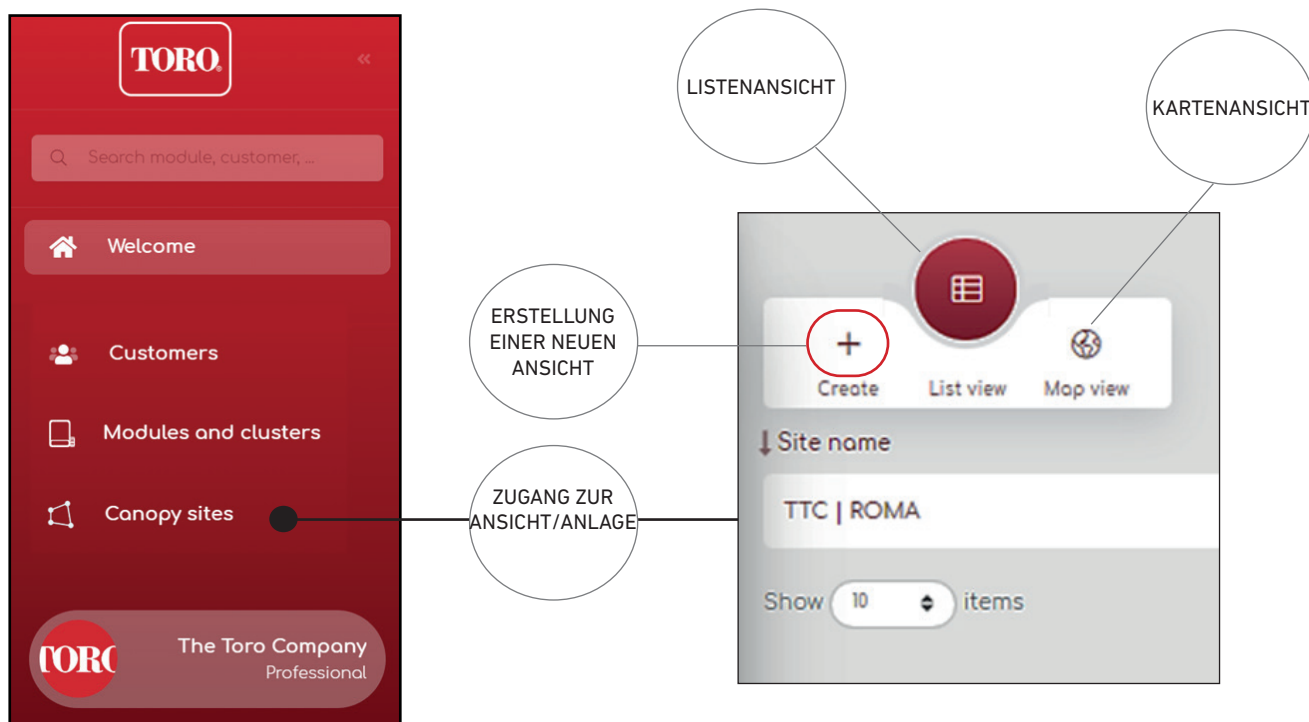 TORO.
«
Search module, customer, ...
Welcome
Customers
Modules and clusters
Canopy sites
The Toro Company
Professional
TORO
LISTENANSICHT
KARTENANSICHT
ERSTELLUNG
EINER NEUEN
ANSICHT
ZUGANG ZUR
ANSICHT/ANLAGE
Create
List view
Map view
Site name
TTC | ROMA
Show 10 items